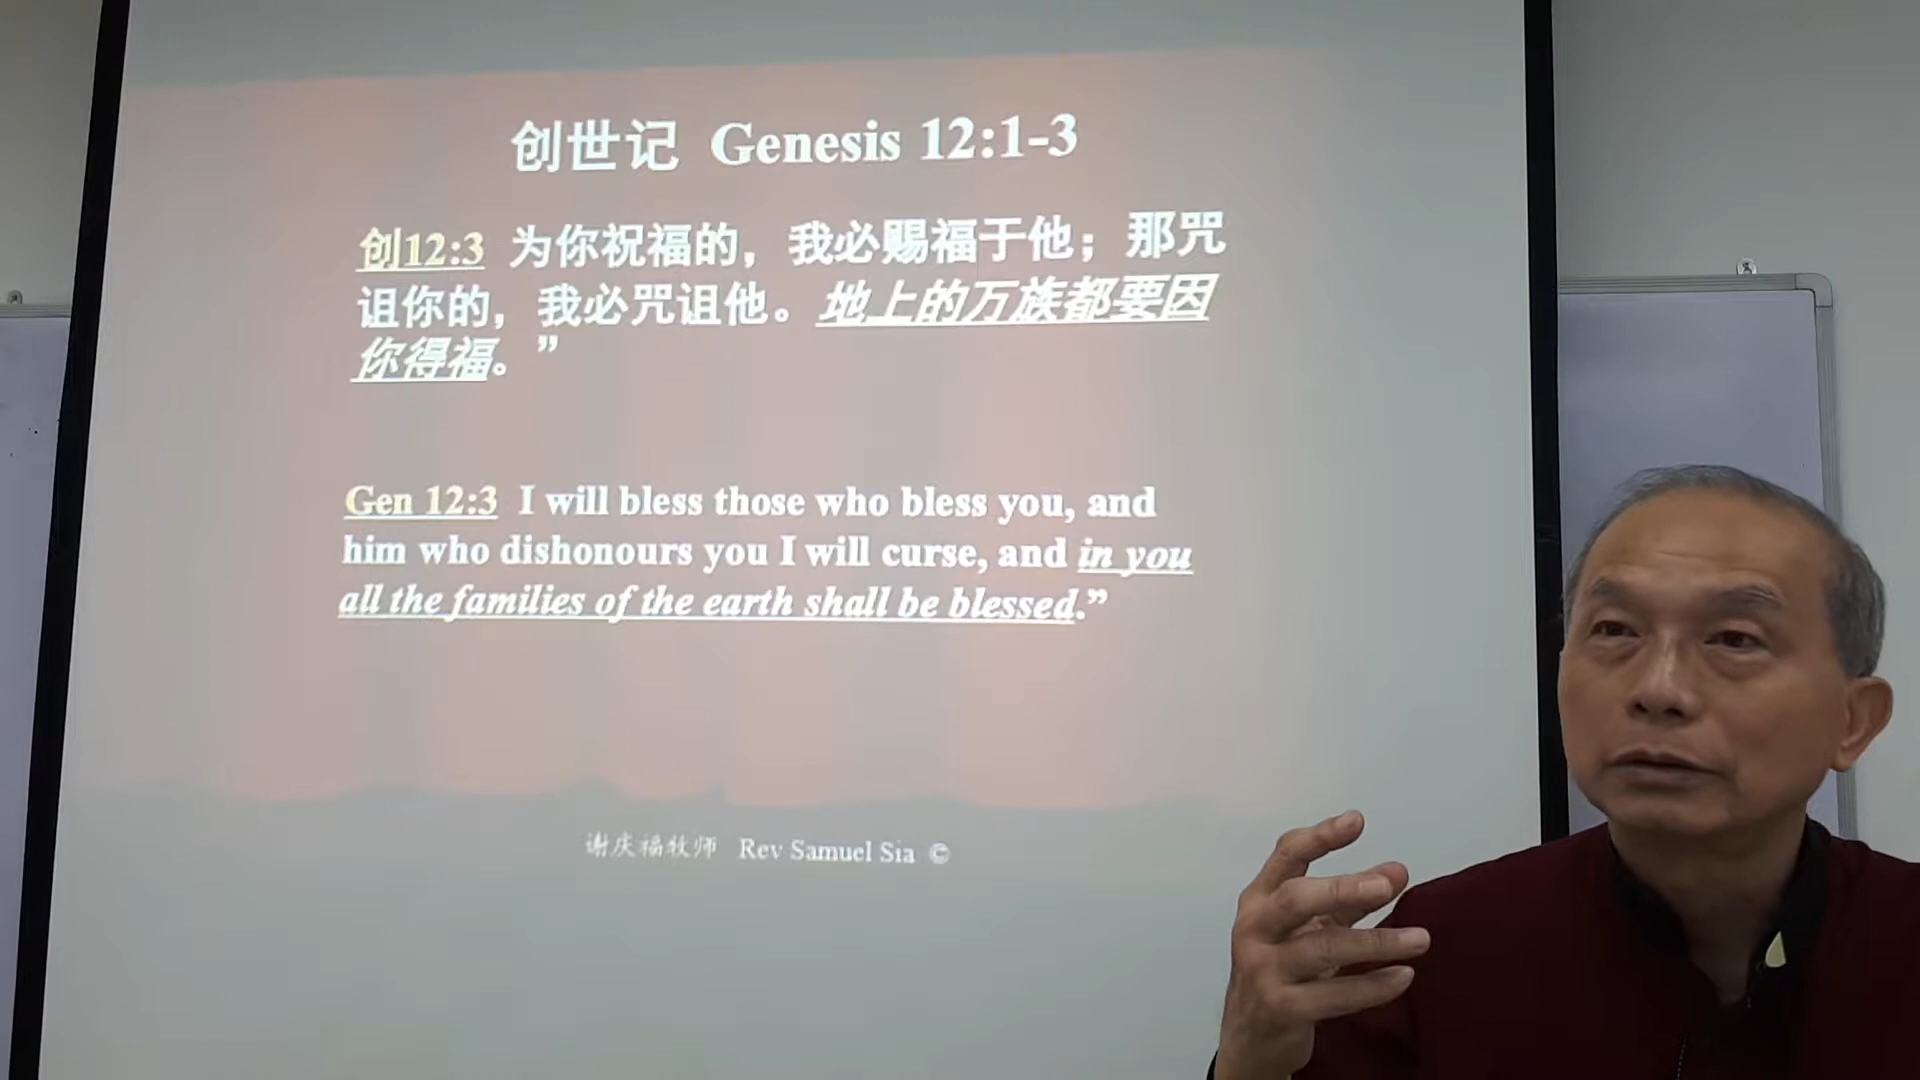 创世记 Genesis 12:1-3
创12:3 为你祝福的，我必赐福于他；那咒
诅你的，我必咒诅他。地上的万族都要因
你得福。”
Gen 12:3 I will bless those who bless you, and
him who dishonours you I will curse, and in you
all the families of the earth shall be blessed.”
谢庆福牧师 Rev Samuel Sia ©